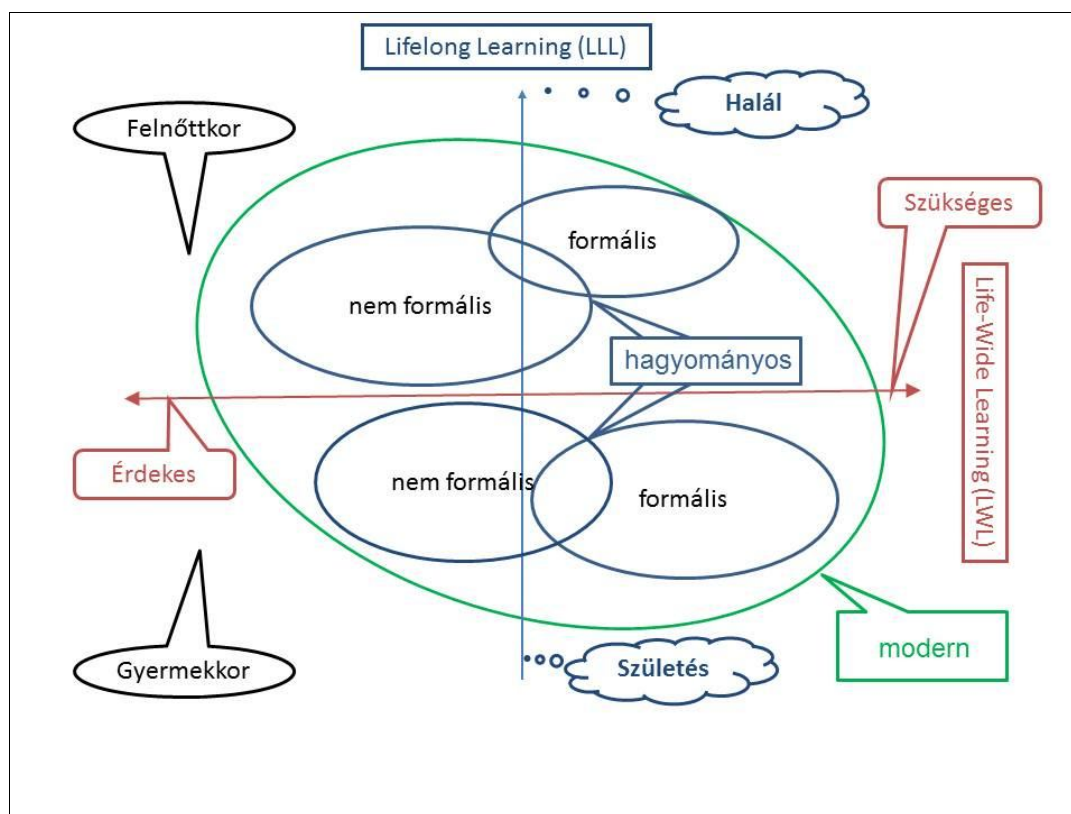 Lifelong Learning (LLL)
Halál
Felnőttkor
Szükséges
formális
nem formális
Life-Wide Learning (LWL)
hagyományos
Érdekes
nem formális
formális
modern
Gyermekkor
Születés